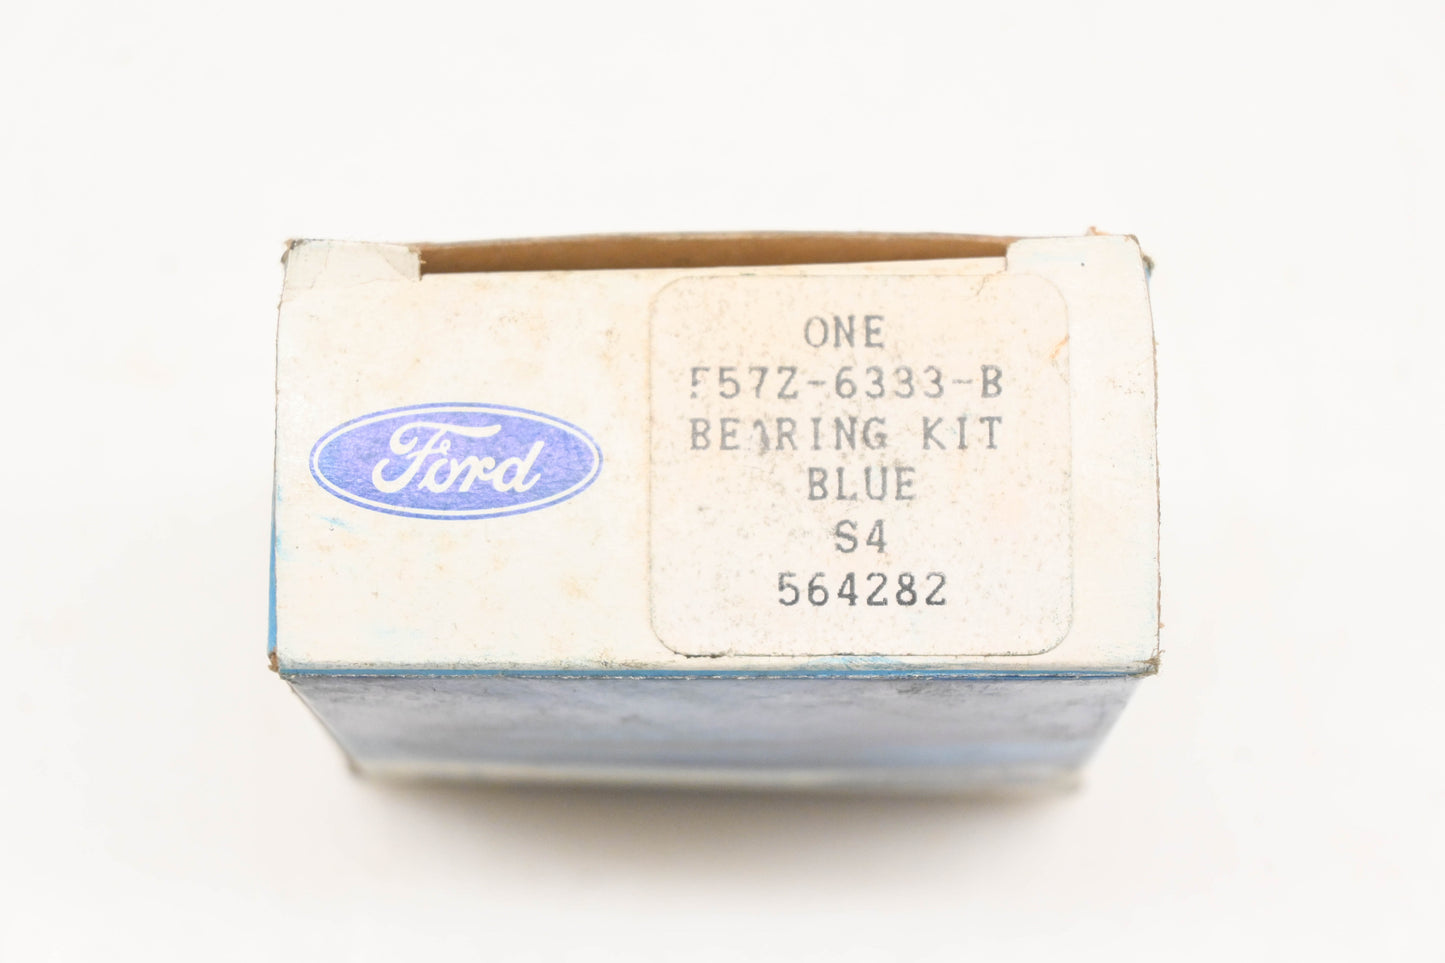 Ford
ONE
F57Z-6333-B
BEARING KIT
BLUE
S4
564282